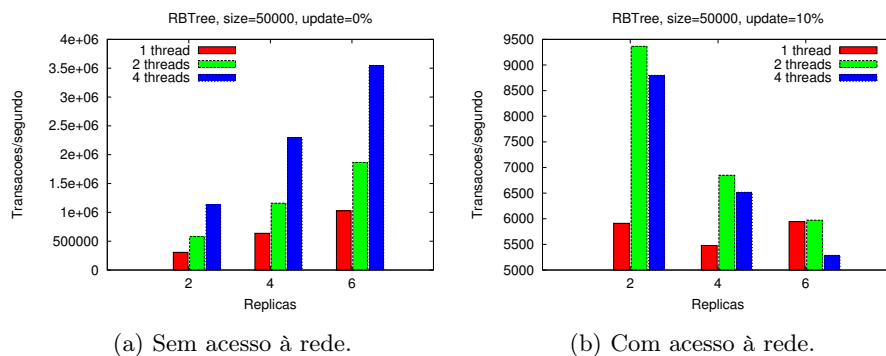 RBTree, size=50000, update=0%
4e+06
3.5e+06
3e+06
2.5e+06
2e+06
1.5e+06
1e+06
500000
0
Transacoes/segundo
1 thread
2 threads
4 threads
2 4 6
Replicas
(a) Sem acesso à rede.
RBTree, size=50000, update=10%
9500
9000
8500
8000
7500
7000
6500
6000
5500
5000
Transacoes/segundo
1 thread
2 threads
4 threads
2 4 6
Replicas
(b) Com acesso à rede.